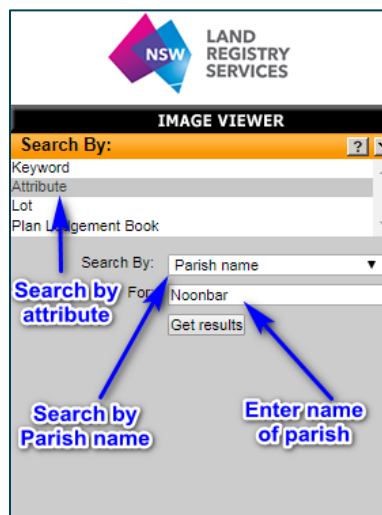 NSW
LAND
REGISTRY
SERVICES
IMAGE VIEWER
Search By:
?
Keyword
Attribute
Lot
Plan Lodgement Book
Search By:
Parish name
For:
Noonbar
Get results
Search by
attribute
Search by
Parish name
Enter name
of parish